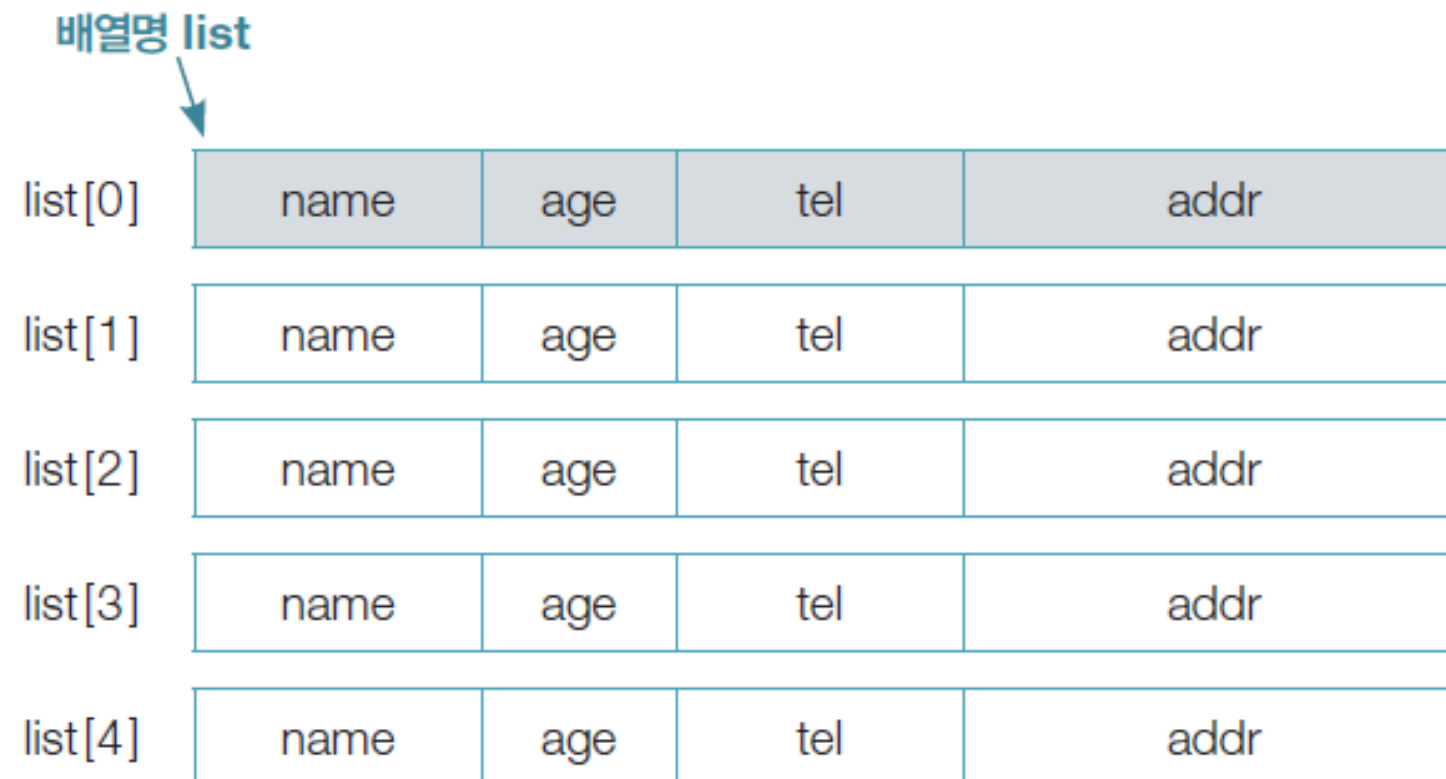 배열명 list
list[0] name age tel addr
list[1] name age tel addr
list[2] name age tel addr
list[3] name age tel addr
list[4] name age tel addr